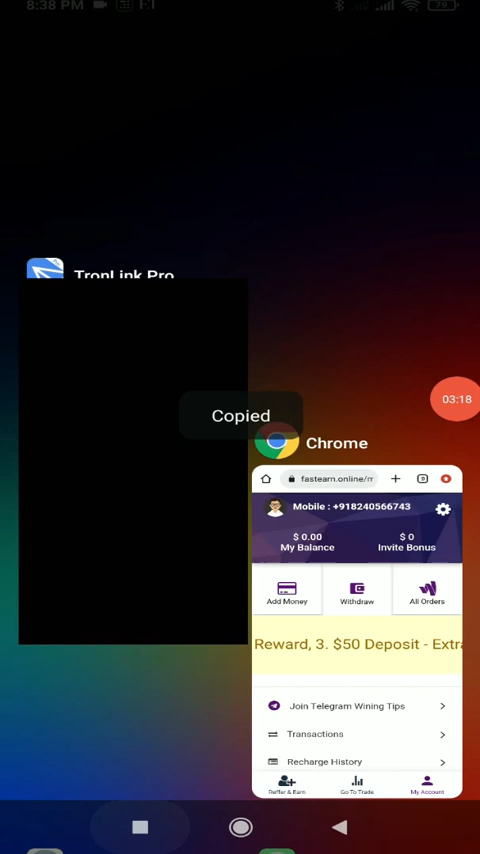 8:38 PM
79
TronLink Pro
Copied
03:18
Chrome
fastearn.online/m
9
Mobile : +918240566743
$ 0.00
My Balance
$ 0
Invite Bonus
Add Money
Withdraw
All Orders
Reward, 3. $50 Deposit - Extra
Join Telegram Wining Tips
Transactions
Recharge History
Reffer & Earn
Go To Trade
My Account